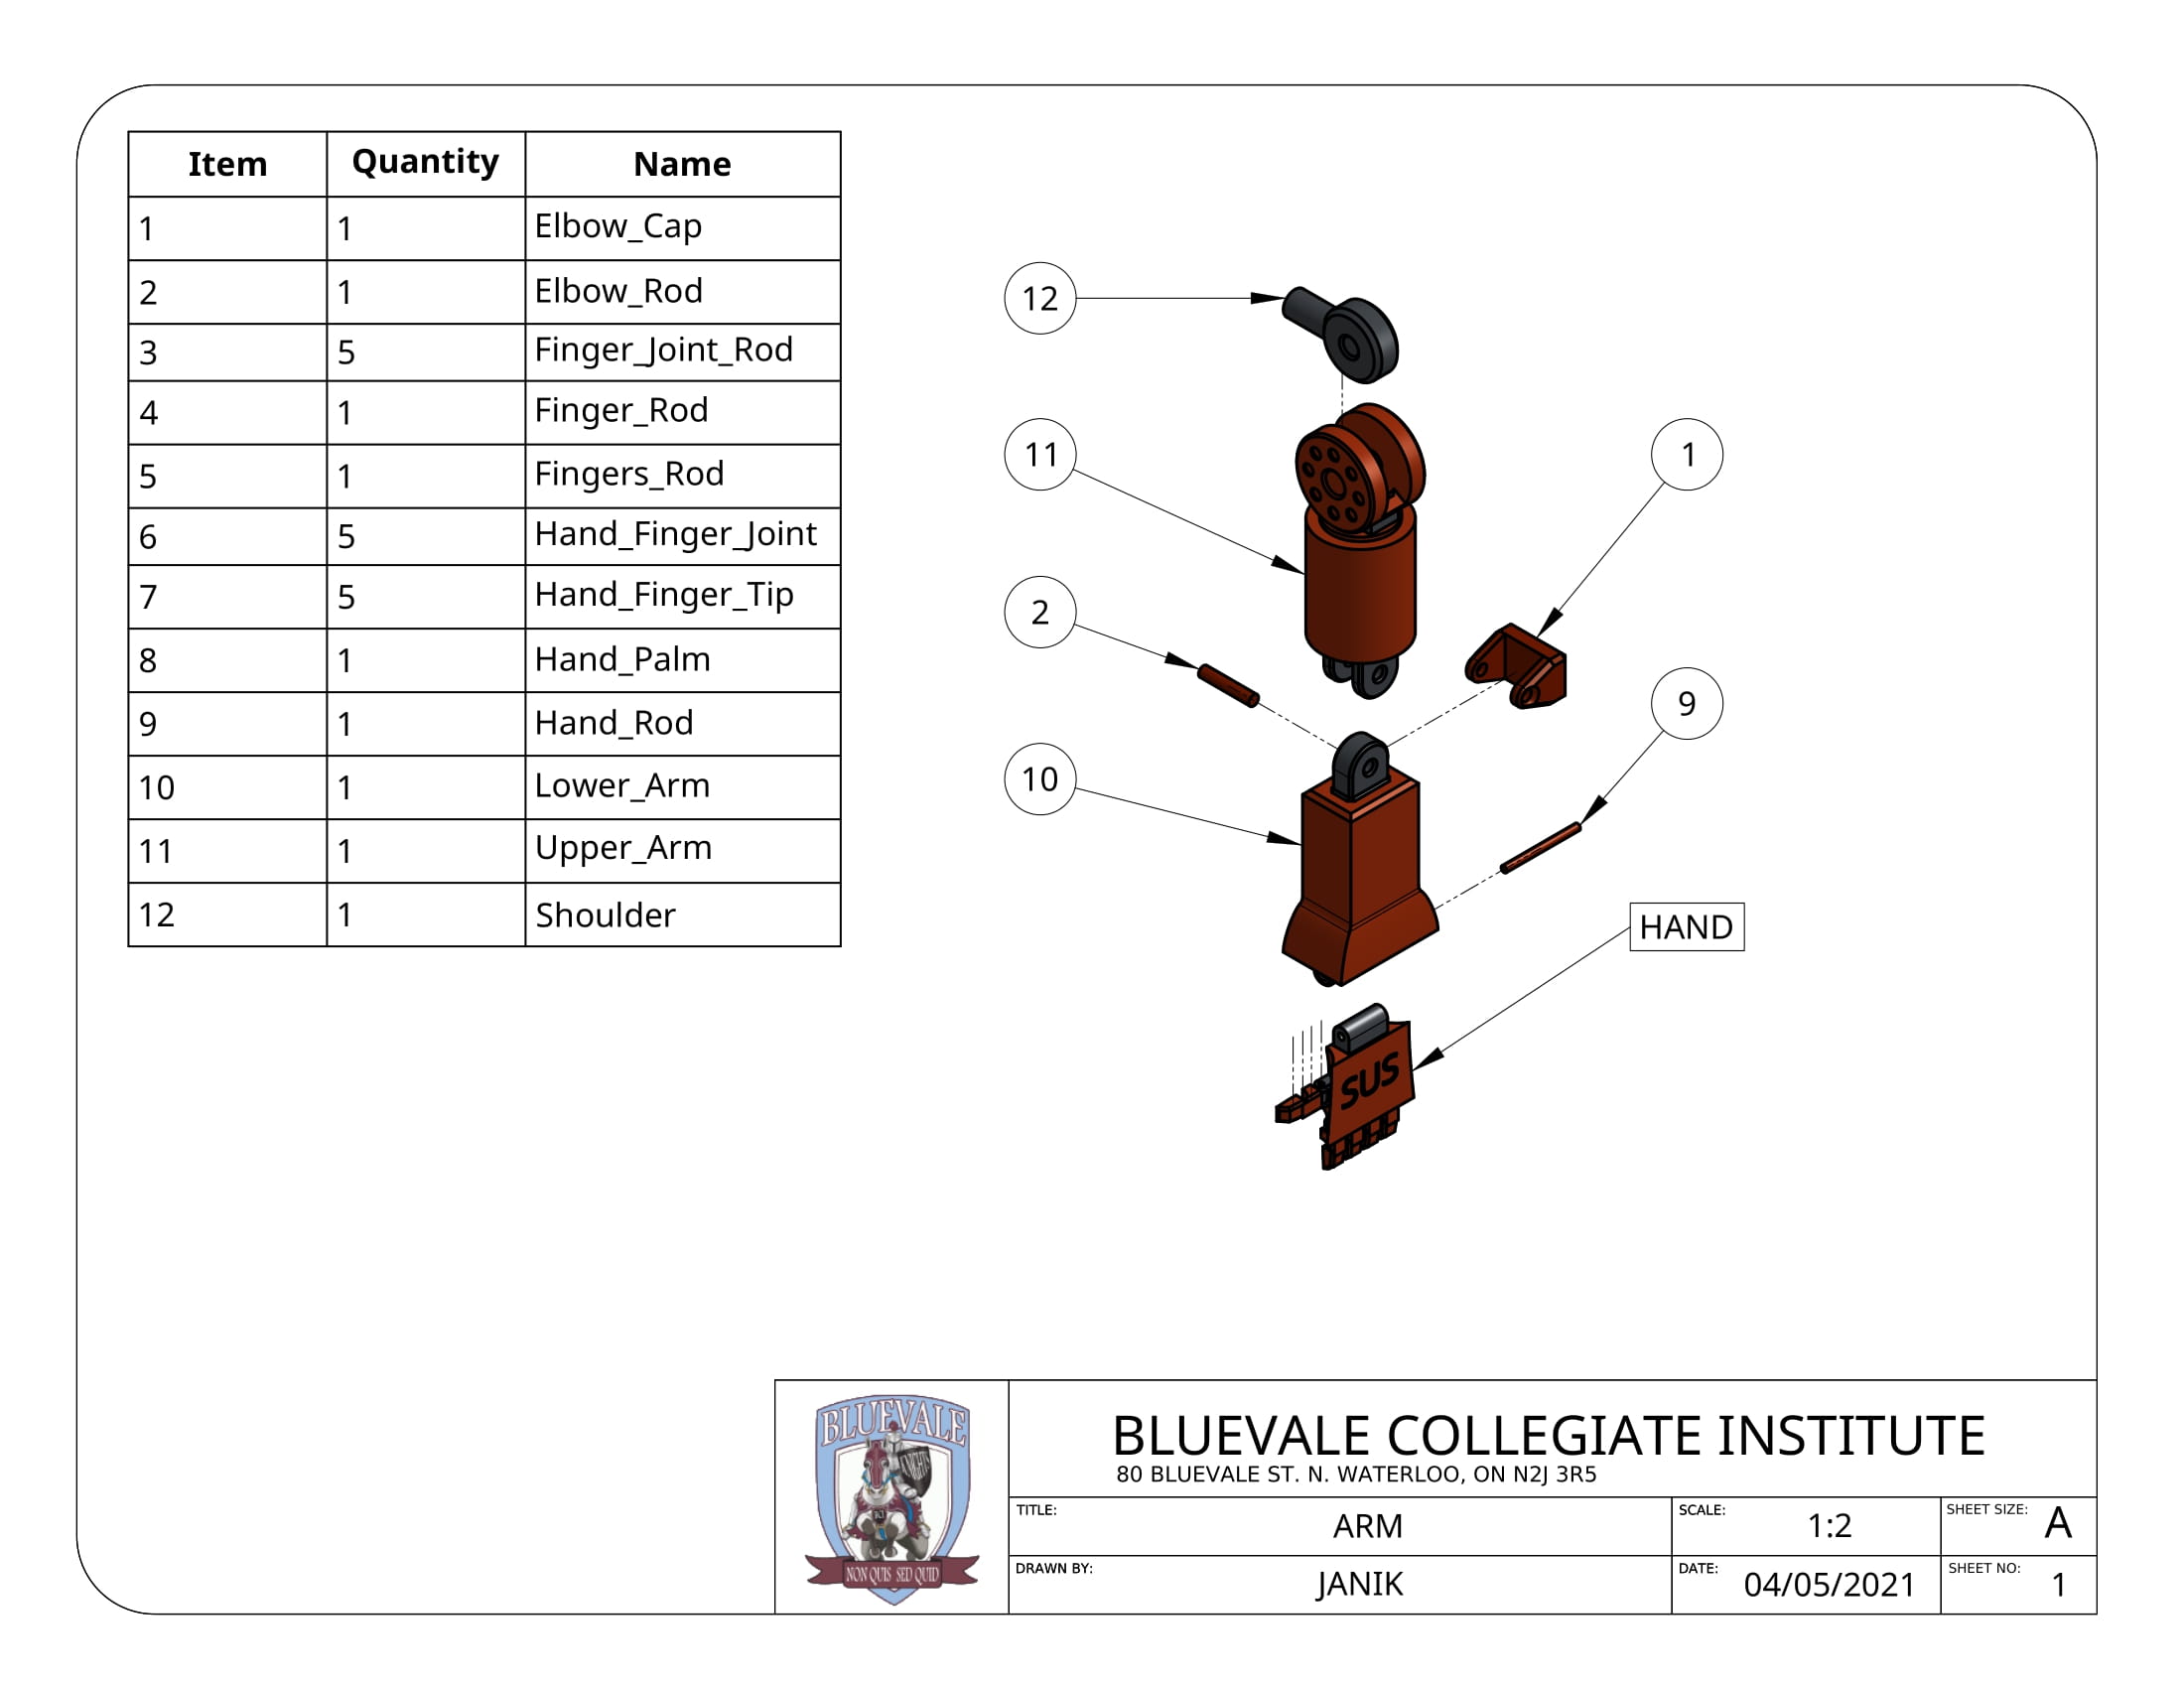 Item Quantity Name
1 1 Elbow_Cap
2 1 Elbow_Rod
3 5 Finger_Joint_Rod
4 1 Finger_Rod
5 1 Fingers_Rod
6 5 Hand_Finger_Joint
7 5 Hand_Finger_Tip
8 1 Hand_Palm
9 1 Hand_Rod
10 1 Lower_Arm
11 1 Upper_Arm
12 1 Shoulder
12
11
1
2
9
10
HAND
SUS
BLUEVALE
KNIGHTS
BCI
NON QUIS SED QUID
BLUEVALE COLLEGIATE INSTITUTE
80 BLUEVALE ST. N. WATERLOO, ON N2J 3R5
TITLE: ARM
SCALE: 1:2
SHEET SIZE: A
DRAWN BY: JANIK
DATE: 04/05/2021
SHEET NO: 1